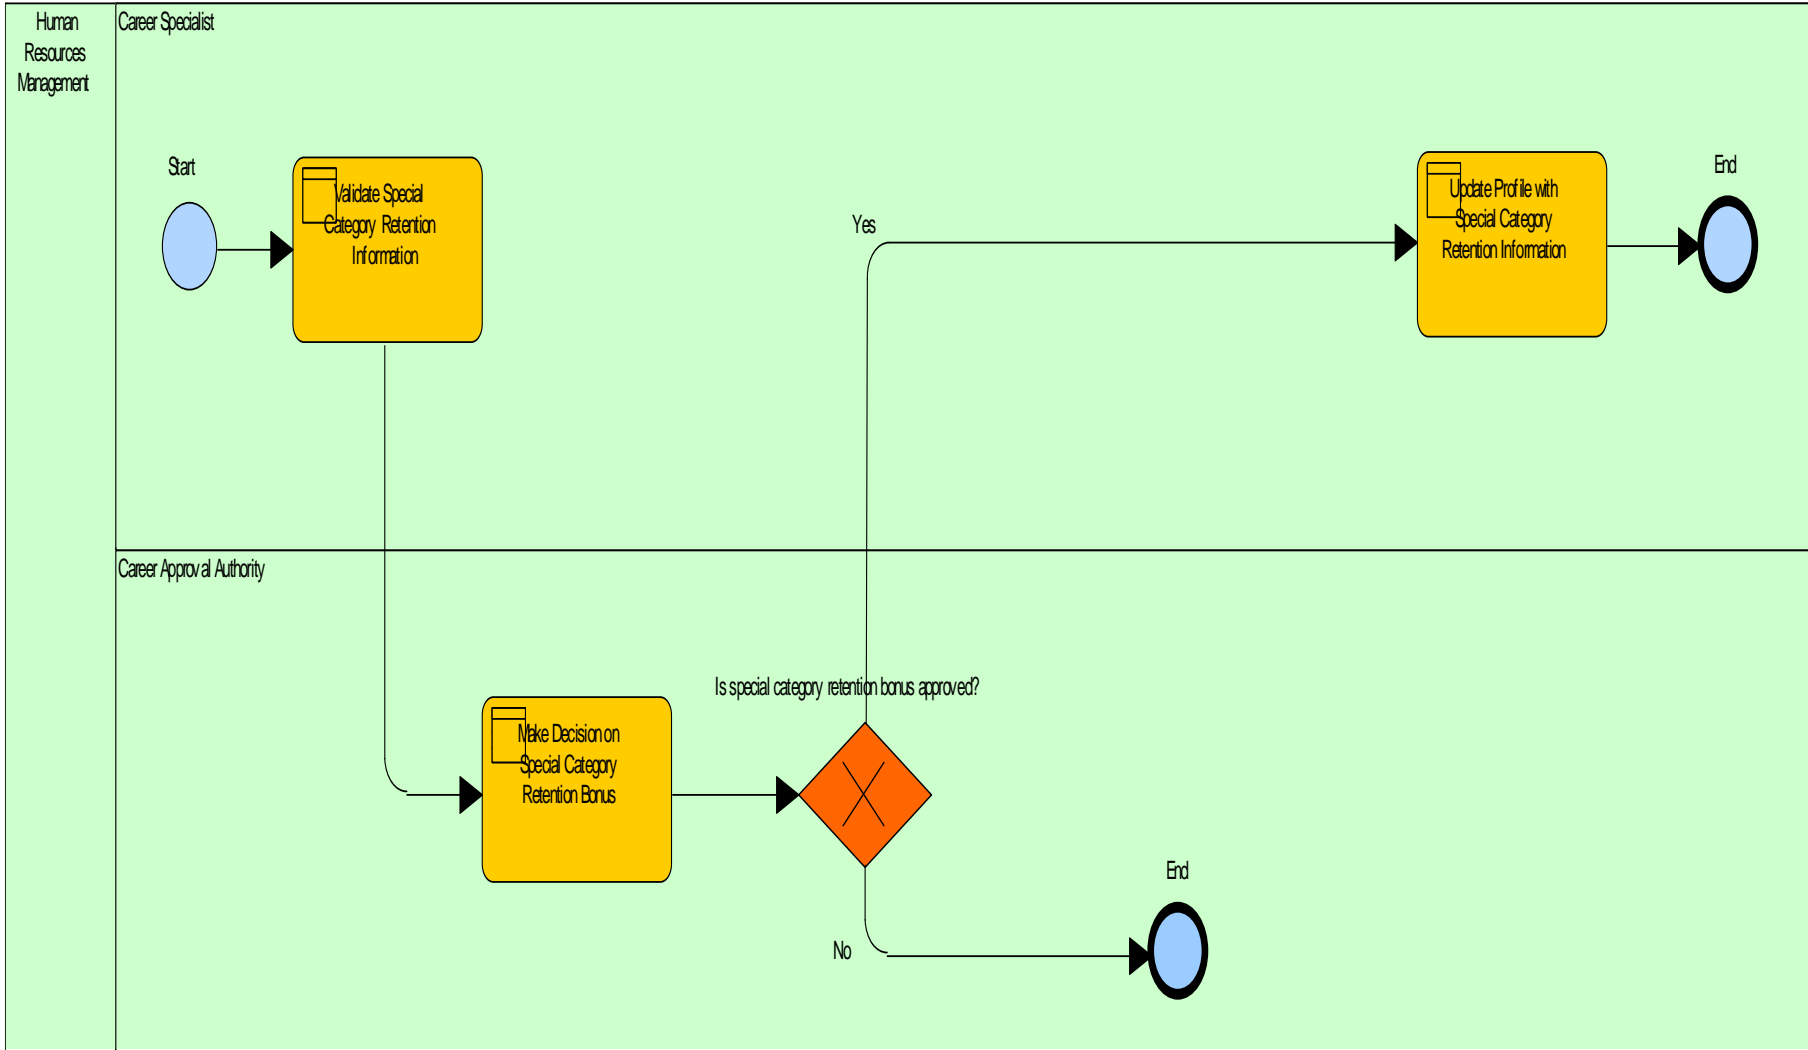 Human
Resources
Management
Career Specialist
Start
Validate Special
Category Retention
Information
Yes
Update Profile with
Special Category
Retention Information
End
Career Approval Authority
Is special category retention bonus approved?
Make Decision on
Special Category
Retention Bonus
No
End